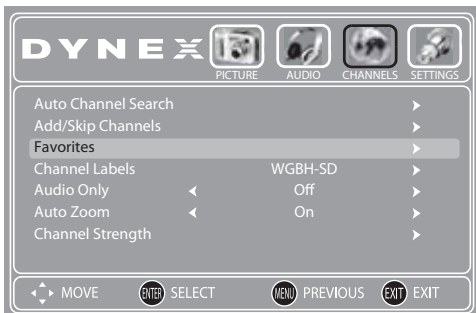 DYNEX
PICTURE AUDIO CHANNELS SETTINGS
Auto Channel Search
Add/Skip Channels
Favorites
Channel Labels WGBH-SD
Audio Only Off
Auto Zoom On
Channel Strength
MOVE ENTER SELECT MENU PREVIOUS EXIT EXIT